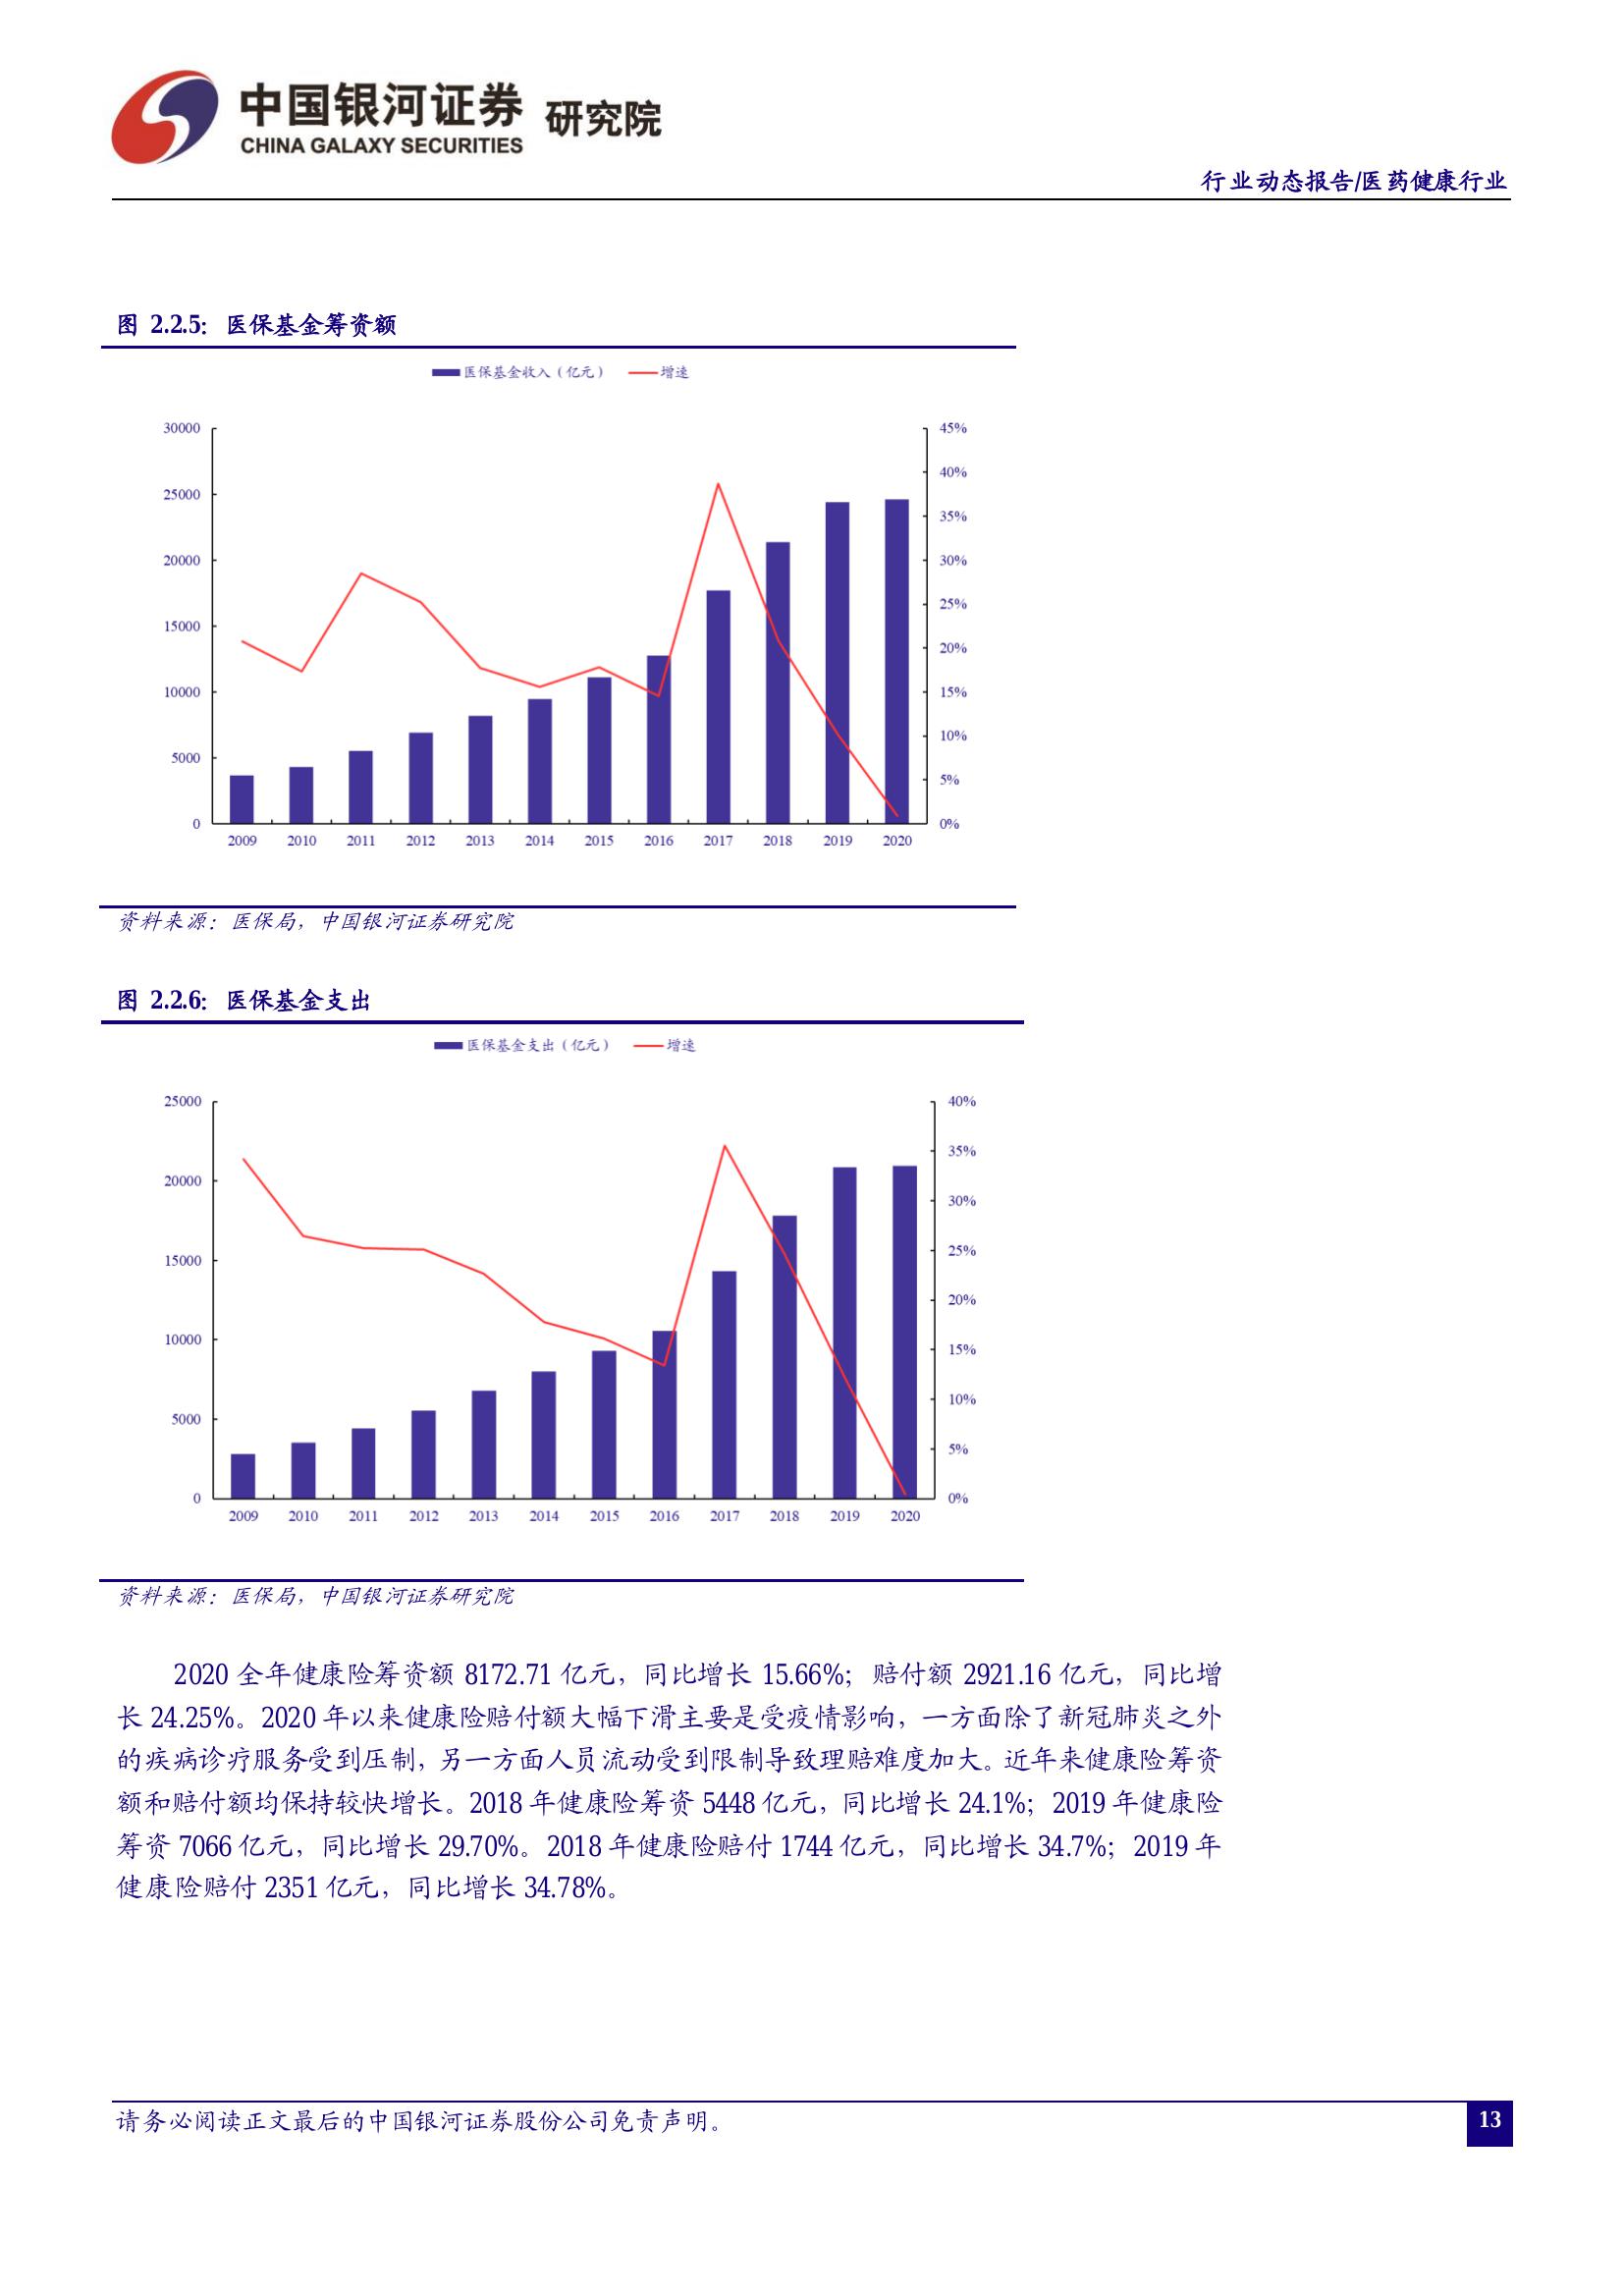 中国银河证券 研究院
CHINA GALAXY SECURITIES
行业动态报告/医药健康行业
图 2.2.5：医保基金筹资额
医保基金收入（亿元） 增速
30000 45%
40%
25000
35%
20000 30%
25%
15000
20%
10000 15%
10%
5000
5%
0 0%
2009 2010 2011 2012 2013 2014 2015 2016 2017 2018 2019 2020
资料来源：医保局，中国银河证券研究院
图 2.2.6：医保基金支出
医保基金支出（亿元） 增速
25000 40%
35%
20000
30%
15000 25%
20%
10000
15%
10%
5000
5%
0 0%
2009 2010 2011 2012 2013 2014 2015 2016 2017 2018 2019 2020
资料来源：医保局，中国银河证券研究院
2020 全年健康险筹资额 8172.71 亿元，同比增长 15.66%；赔付额 2921.16 亿元，同比增
长 24.25%。2020 年以来健康险赔付额大幅下滑主要是受疫情影响，一方面除了新冠肺炎之外
的疾病诊疗服务受到压制，另一方面人员流动受到限制导致理赔难度加大。近年来健康险筹资
额和赔付额均保持较快增长。2018 年健康险筹资 5448 亿元，同比增长 24.1%；2019 年健康险
筹资 7066 亿元，同比增长 29.70%。2018 年健康险赔付 1744 亿元，同比增长 34.7%；2019 年
健康险赔付 2351 亿元，同比增长 34.78%。
请务必阅读正文最后的中国银河证券股份公司免责声明。
13